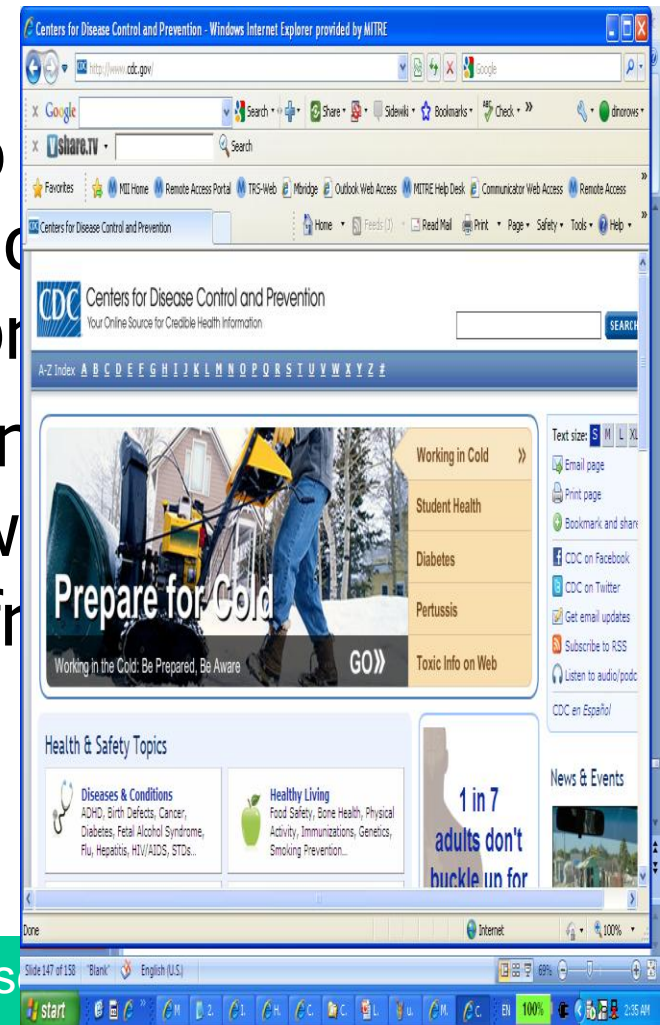 Centers for Disease Control and Prevention - Windows Internet Explorer provided by MITRE
http://www.cdc.gov/
Google
X Google Search Share Sidewiki Bookmarks Check dinorows
X share.TV Search
Favorites MII Home Remote Access Portal TRS-Web Mbridge Outlook Web Access MITRE Help Desk Communicator Web Access Remote Access
Centers for Disease Control and Prevention Home Feeds (J) Read Mail Print Page Safety Tools Help
CDC Centers for Disease Control and Prevention
Your Online Source for Credible Health Information
SEARCH
A-Z Index A B C D E F G H I J K L M N O P Q R S T U V W X Y Z #
Prepare for Cold
Working in the Cold: Be Prepared, Be Aware GO»
Working in Cold »
Student Health
Diabetes
Pertussis
Toxic Info on Web
Text size: S M L XL
Email page
Print page
Bookmark and share
CDC on Facebook
CDC on Twitter
Get email updates
Subscribe to RSS
Listen to audio/podc
CDC en Español
Health & Safety Topics
Diseases & Conditions
ADHD, Birth Defects, Cancer,
Diabetes, Fetal Alcohol Syndrome,
Flu, Hepatitis, HIV/AIDS, STDs...
Healthy Living
Food Safety, Bone Health, Physical
Activity, Immunizations, Genetics,
Smoking Prevention...
1 in 7
adults don't
buckle up for
News & Events
Done Internet 100%
Slide 147 of 158 "Blank" English (U.S.) 69%
start EN 100% 2:35 AM